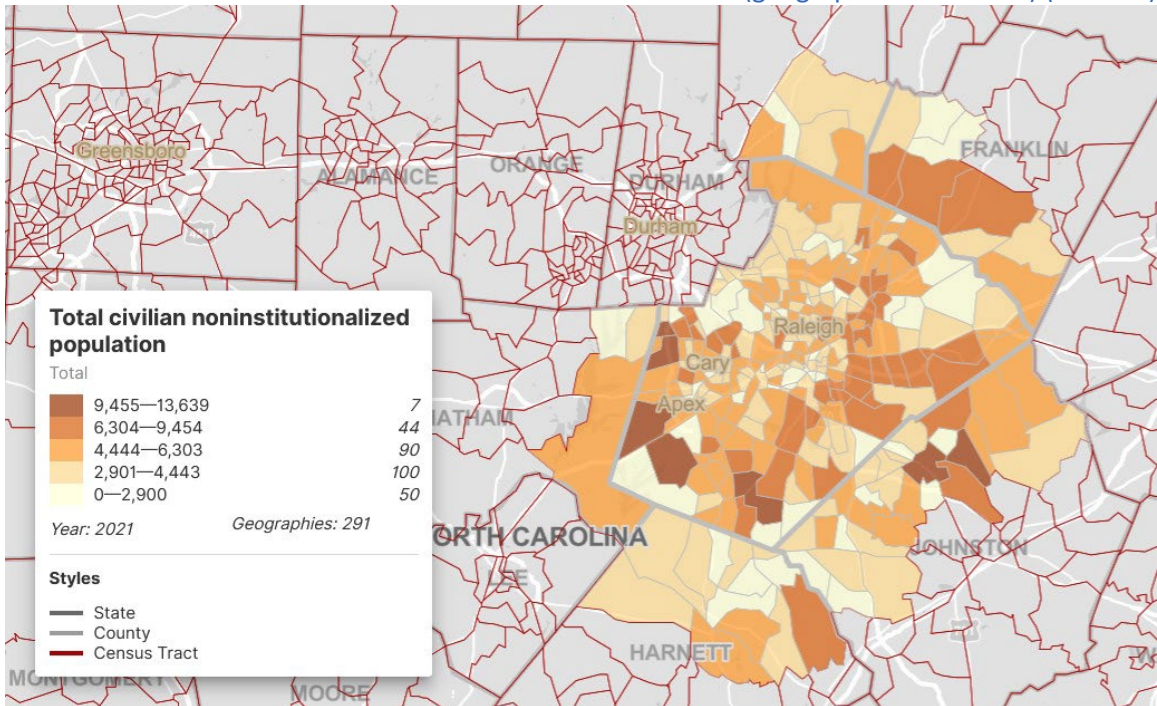 FRANKLIN
Greensboro
ALAMANCE
ORANGE
DURHAM
Durham
Total civilian noninstitutionalized
population
Total
9,455—13,639 7
6,304—9,454 44
4,444—6,303 90
2,901—4,443 100
0—2,900 50
Year: 2021 Geographies: 291
Styles
State
County
Census Tract
Raleigh
Cary
Apex
ATHAM
ORTH CAROLINA
LEE
JOHNSTON
HARNETT
MONTGOMERY
MOORE
W